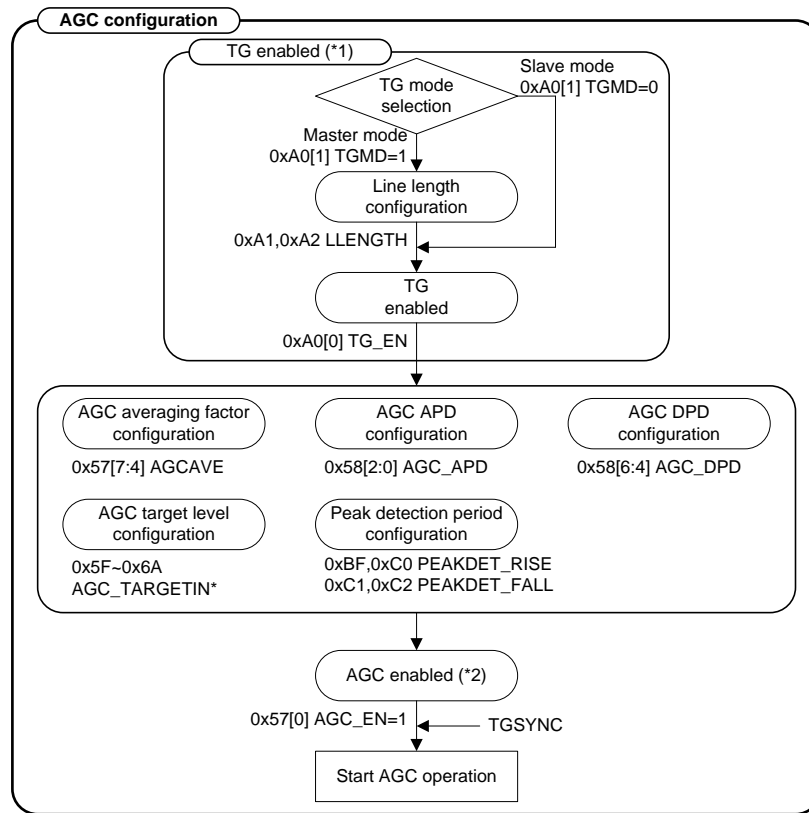 AGC configuration
TG enabled (*1)
TG mode
selection
Slave mode
0xA0[1] TGMD=0
Master mode
0xA0[1] TGMD=1
Line length
configuration
0xA1,0xA2 LLENGTH
TG
enabled
0xA0[0] TG_EN
AGC averaging factor
configuration
0x57[7:4] AGCAVE
AGC APD
configuration
0x58[2:0] AGC_APD
AGC DPD
configuration
0x58[6:4] AGC_DPD
AGC target level
configuration
0x5F~0x6A
AGC_TARGETIN*
Peak detection period
configuration
0xBF,0xC0 PEAKDET_RISE
0xC1,0xC2 PEAKDET_FALL
AGC enabled (*2)
0x57[0] AGC_EN=1
TGSYNC
Start AGC operation